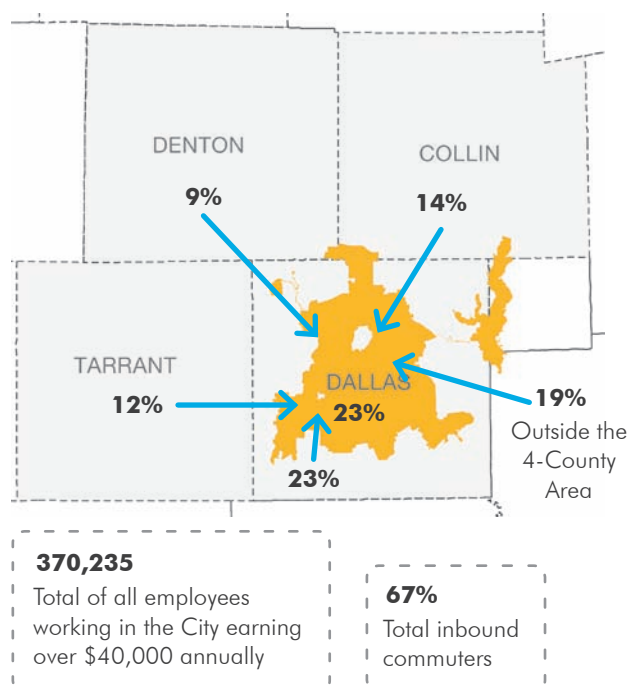 DENTON
COLLIN
9%
14%
TARRANT
DALLAS
12%
23%
19%
Outside the
4-County
Area
23%
370,235
Total of all employees
working in the City earning
over $40,000 annually
67%
Total inbound
commuters